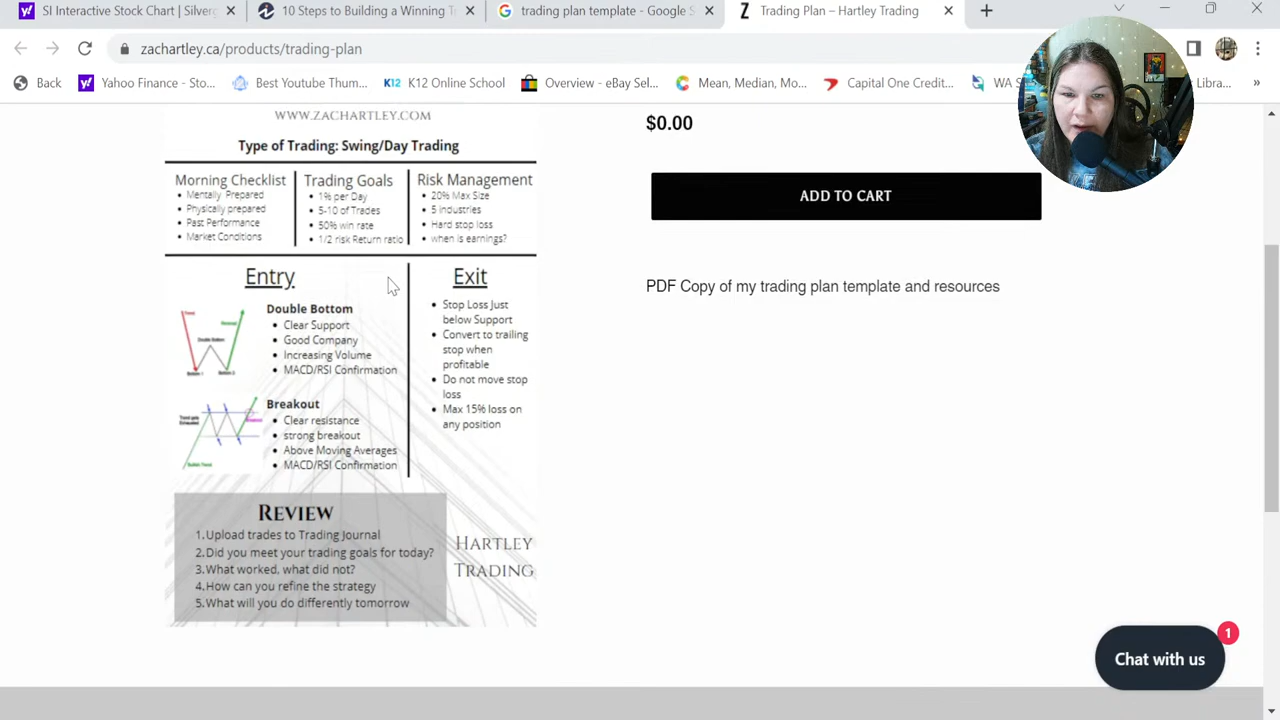 SI Interactive Stock Chart | Silverg
10 Steps to Building a Winning T
trading plan template - Google S
Trading Plan – Hartley Trading
zachartley.ca/products/trading-plan
Back
Yahoo Finance - Sto...
Best Youtube Thum...
K12 Online School
Overview - eBay Sel...
Mean, Median, Mo...
Capital One Credit...
WA S
Libra...
»
WWW.ZACHARTLEY.COM
Type of Trading: Swing/Day Trading
Morning Checklist
• Mentally Prepared
• Physically prepared
• Past Performance
• Market Conditions
Trading Goals
• 1% per Day
• 5-10 of Trades
• 50% win rate
• 1/2 risk Return ratio
Risk Management
• 20% Max Size
• 5 industries
• Hard stop loss
• when is earnings?
Entry
Double Bottom
• Clear Support
• Good Company
• Increasing Volume
• MACD/RSI Confirmation
Breakout
• Clear resistance
• strong breakout
• Above Moving Averages
• MACD/RSI Confirmation
Exit
• Stop Loss Just
below Support
• Convert to trailing
stop when
profitable
• Do not move stop
loss
• Max 15% loss on
any position
REVIEW
1.Upload trades to Trading Journal
2.Did you meet your trading goals for today?
3.What worked, what did not?
4.How can you refine the strategy
5.What will you do differently tomorrow
HARTLEY
TRADING
$0.00
ADD TO CART
PDF Copy of my trading plan template and resources
Chat with us
1